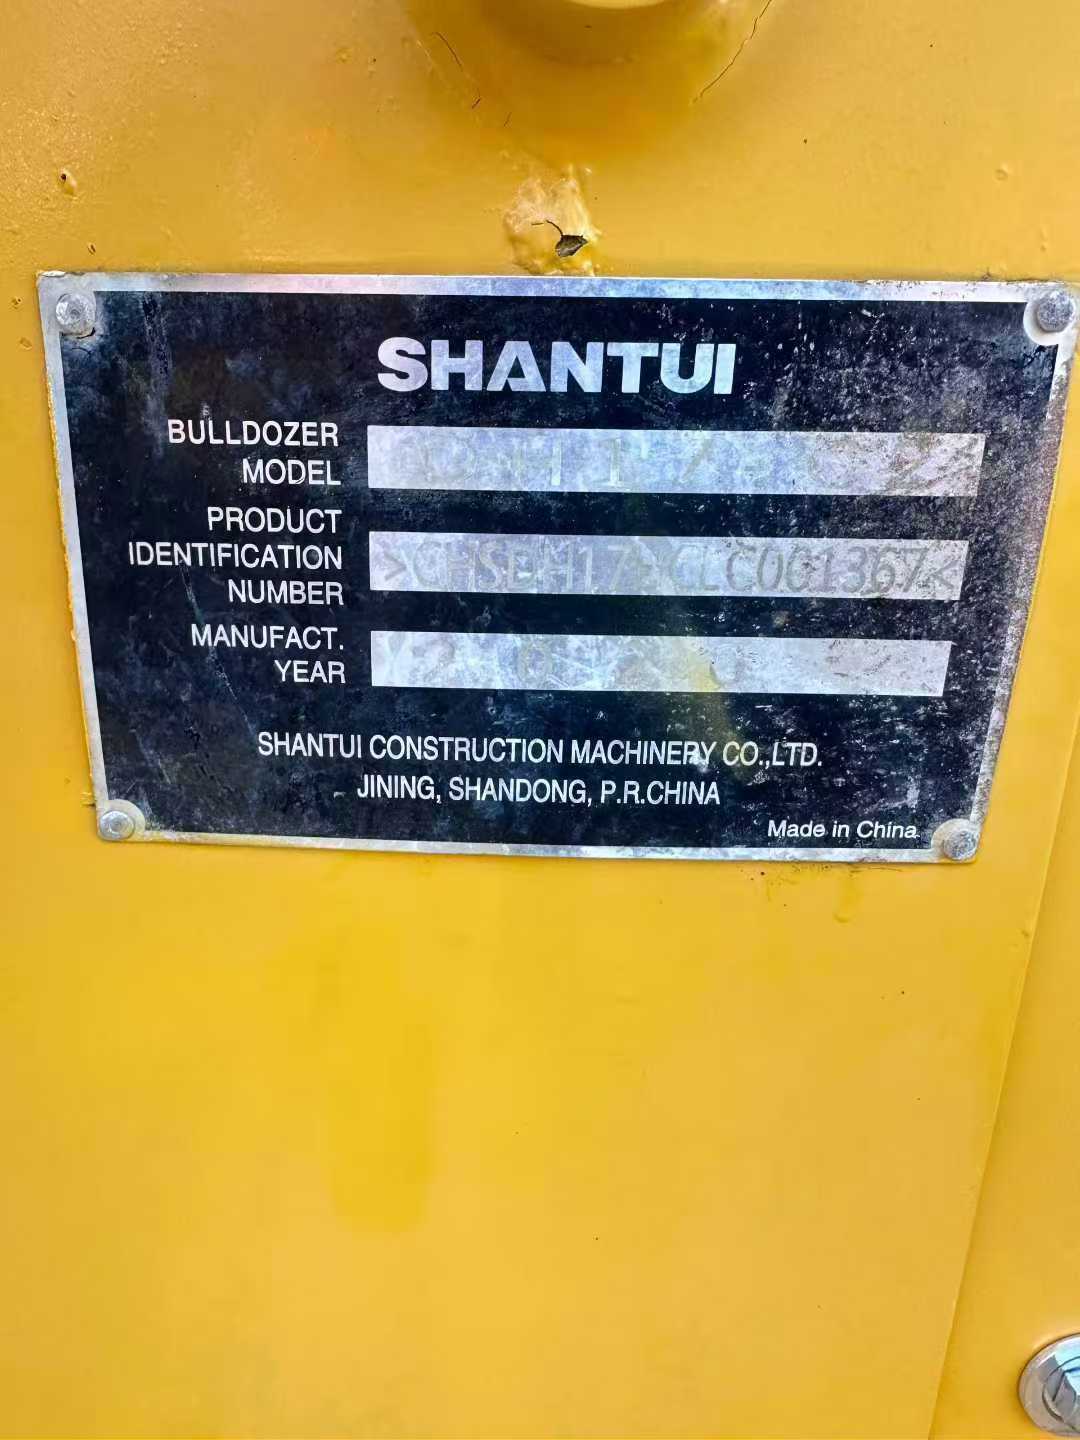 SHANTUI
BULLDOZER
MODEL
PRODUCT
IDENTIFICATION
NUMBER
MANUFACT.
YEAR
SHANTUI CONSTRUCTION MACHINERY CO.,LTD.
JINING, SHANDONG, P.R.CHINA
Made in China